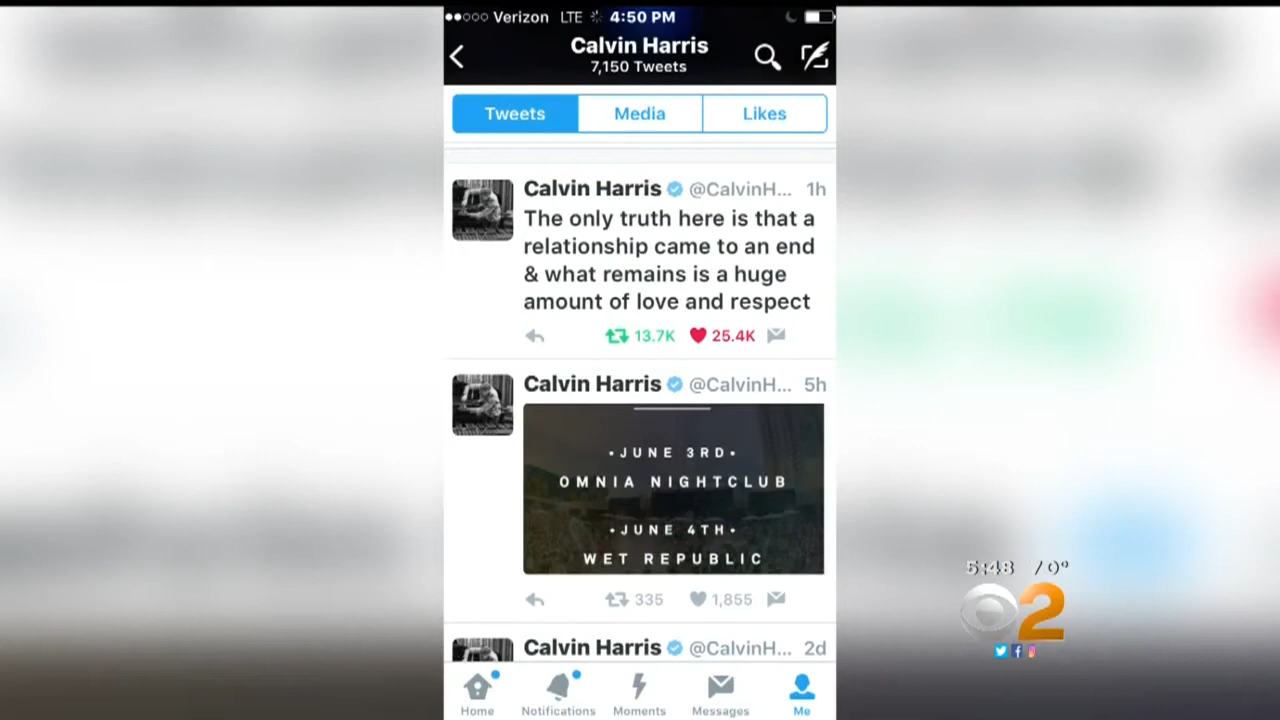 Verizon LTE 4:50 PM
Calvin Harris
7,150 Tweets
Tweets Media Likes
Calvin Harris @CalvinH... 1h
The only truth here is that a
relationship came to an end
& what remains is a huge
amount of love and respect
13.7K 25.4K
Calvin Harris @CalvinH... 5h
•JUNE 3RD•
OMNIA NIGHTCLUB
•JUNE 4TH•
WET REPUBLIC
335 1,855
Calvin Harris @CalvinH... 2d
Home Notifications Moments Messages Me
5:48
2